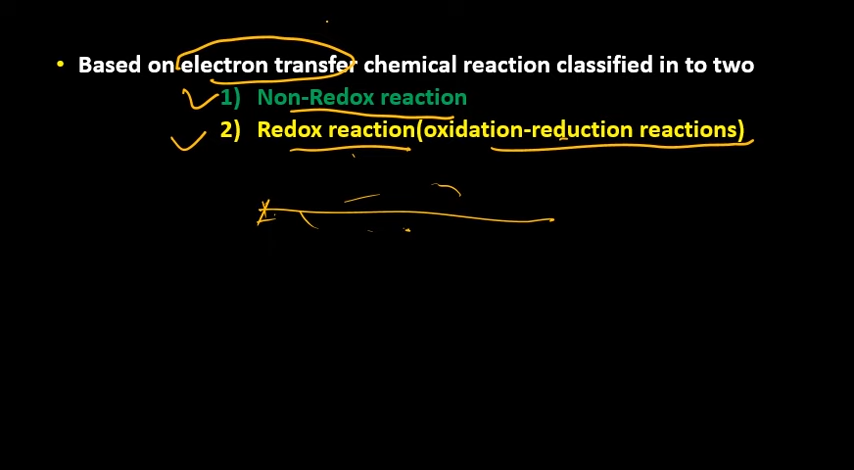 • Based on electron transfer chemical reaction classified in to two
1) Non-Redox reaction
2) Redox reaction(oxidation-reduction reactions)